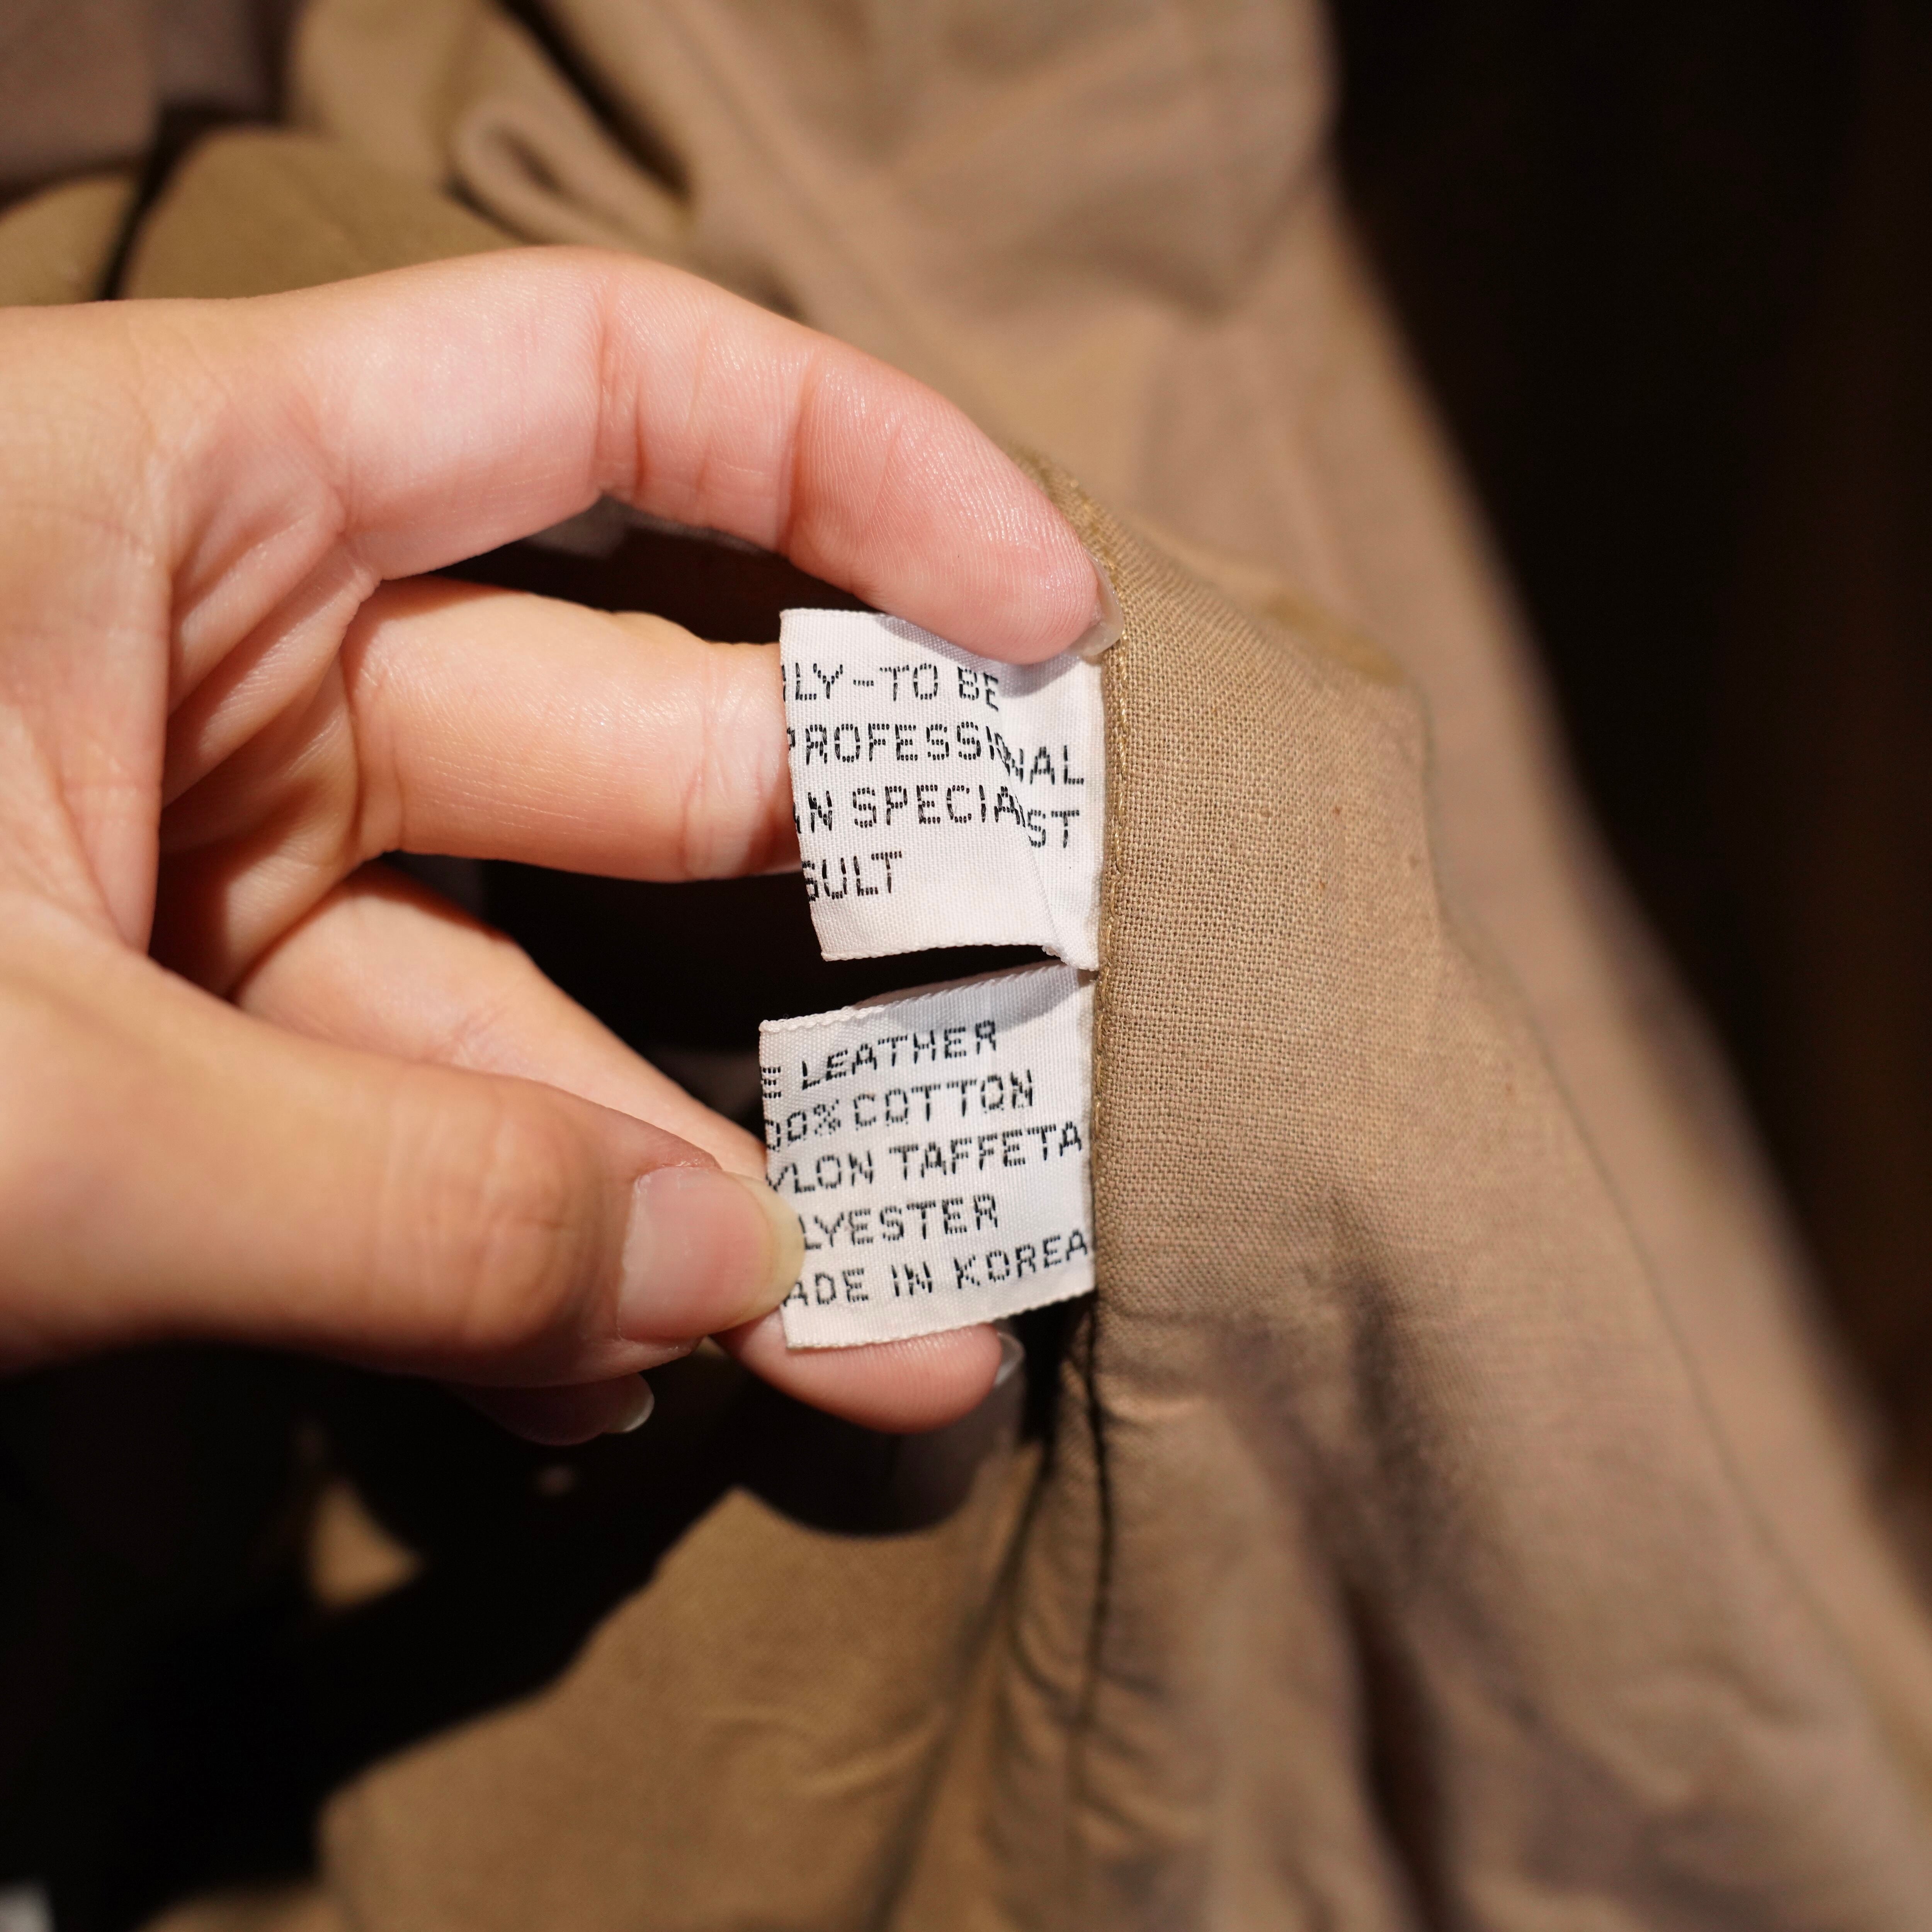 LY-TO BE
PROFESSIONAL
AN SPECIALIST
SULT
E LEATHER
00% COTTON
YLON TAFFETA
LYESTER
ADE IN KOREA